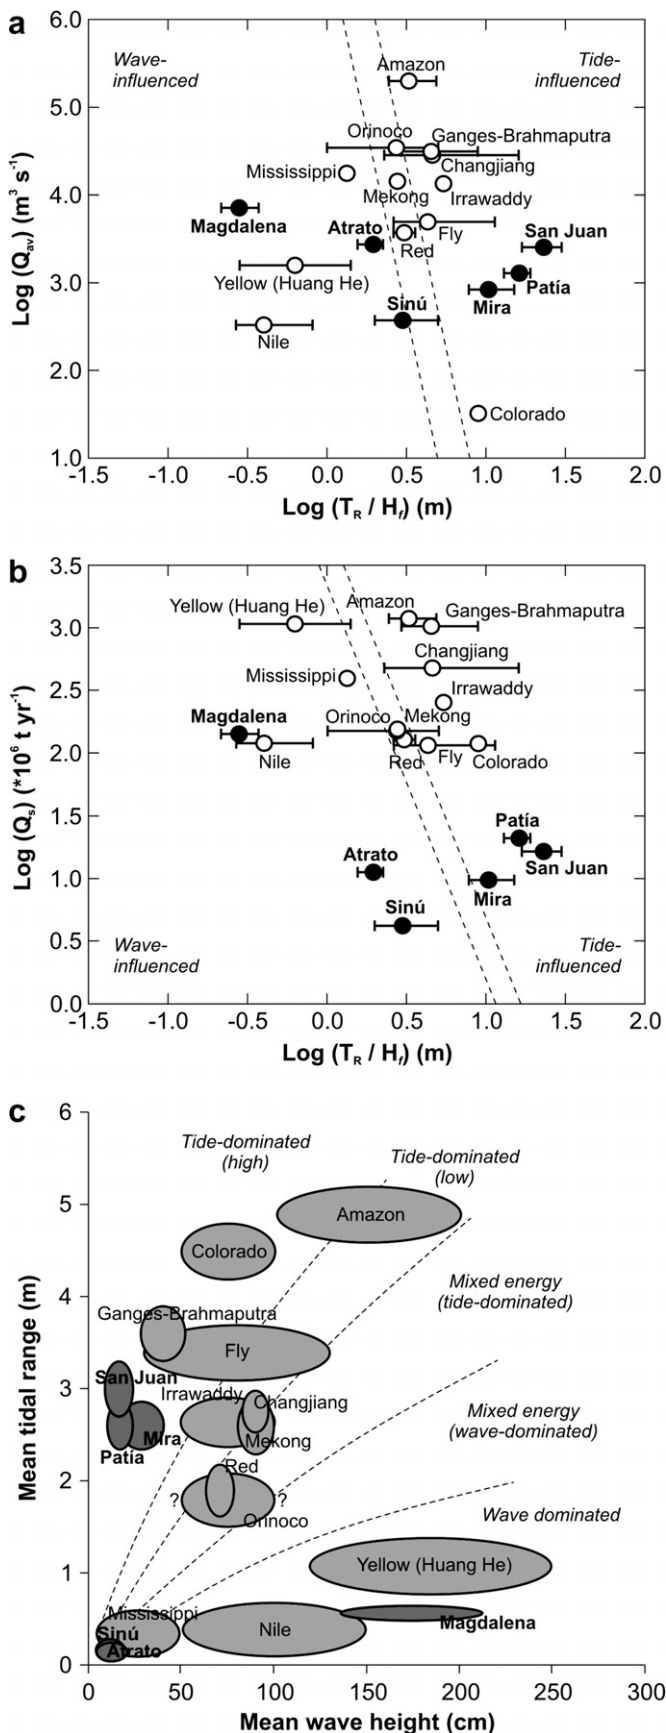 a
6.0
Wave-
influenced
Tide-
influenced
Amazon
5.0
Orinoco
Ganges-Brahmaputra
Mississippi
Changjiang
Mekong
Irrawaddy
4.0
Magdalena
Atrato
Fly
San Juan
Red
Yellow (Huang He)
Patía
3.0
Sinú
Mira
Nile
2.0
Colorado
1.0
Log (Qav) (m3 s-1)
-1.5
-1.0
-0.5
0.0
0.5
1.0
1.5
2.0
Log (TR / Hf) (m)
b
3.5
Yellow (Huang He)
Amazon
Ganges-Brahmaputra
3.0
Changjiang
Mississippi
2.5
Irrawaddy
Magdalena
Orinoco
Mekong
2.0
Nile
Red
Fly
Colorado
1.5
Patía
Atrato
San Juan
1.0
Mira
Sinú
0.5
Wave-
influenced
Tide-
influenced
0.0
Log (Qs) (*10^6 t yr-1)
-1.5
-1.0
-0.5
0.0
0.5
1.0
1.5
2.0
Log (TR / Hf) (m)
c
6
Tide-dominated
(high)
Tide-dominated
(low)
5
Amazon
Colorado
Mixed energy
(tide-dominated)
4
Ganges-Brahmaputra
Fly
San Juan
3
Irrawaddy
Changjiang
Mixed energy
(wave-dominated)
Mira
Mekong
Patía
Red
2
?
?
Orinoco
Wave dominated
1
Yellow (Huang He)
Mississippi
Sinú
Nile
Magdalena
Atrato
0
Mean tidal range (m)
0
50
100
150
200
250
300
Mean wave height (cm)